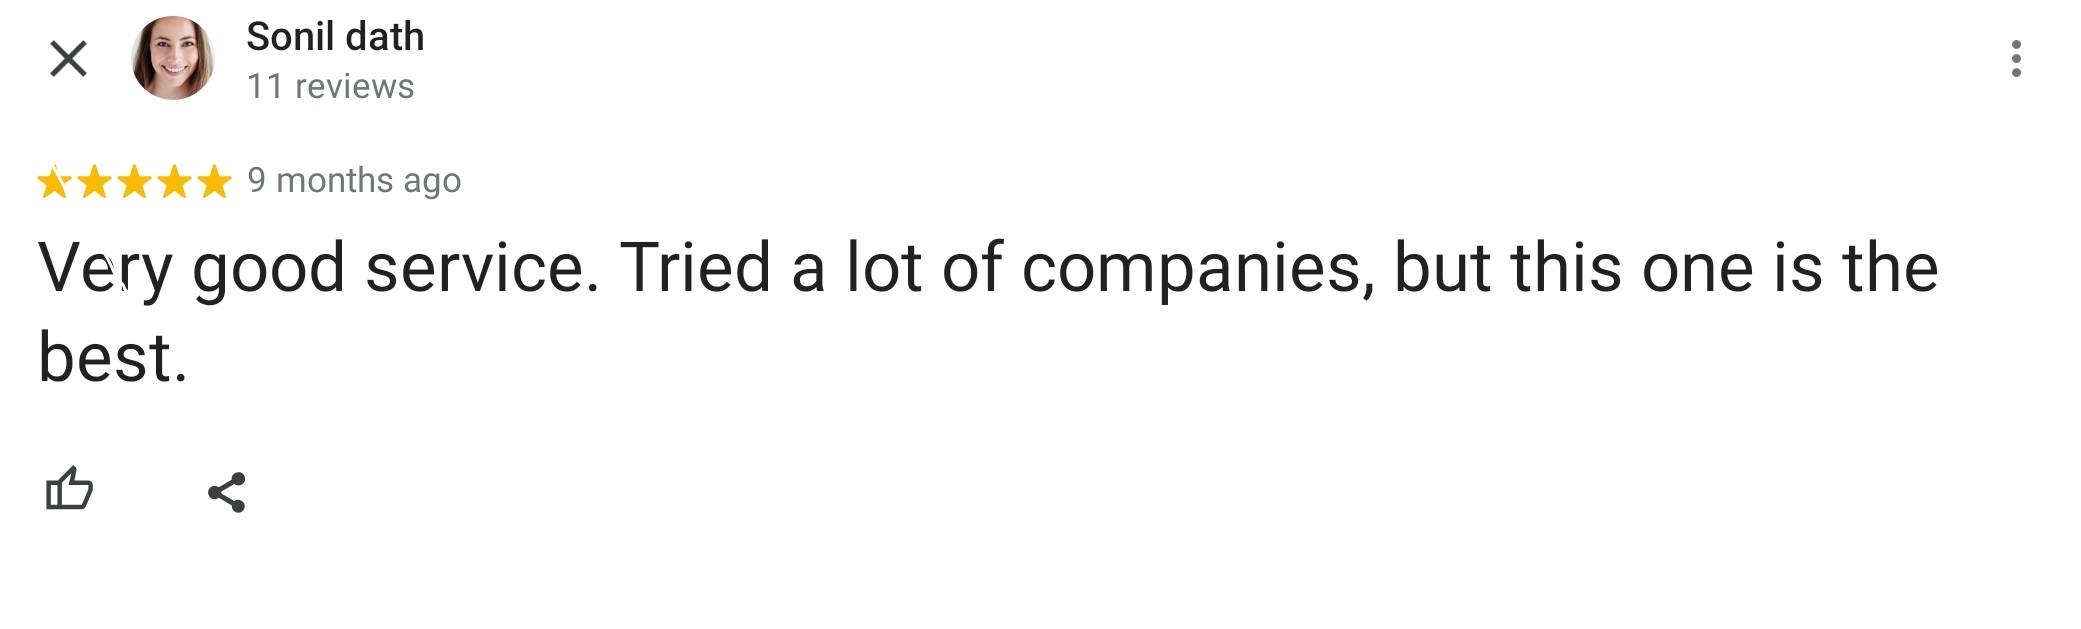 Sonil dath
11 reviews
9 months ago
Very good service. Tried a lot of companies, but this one is the
best.